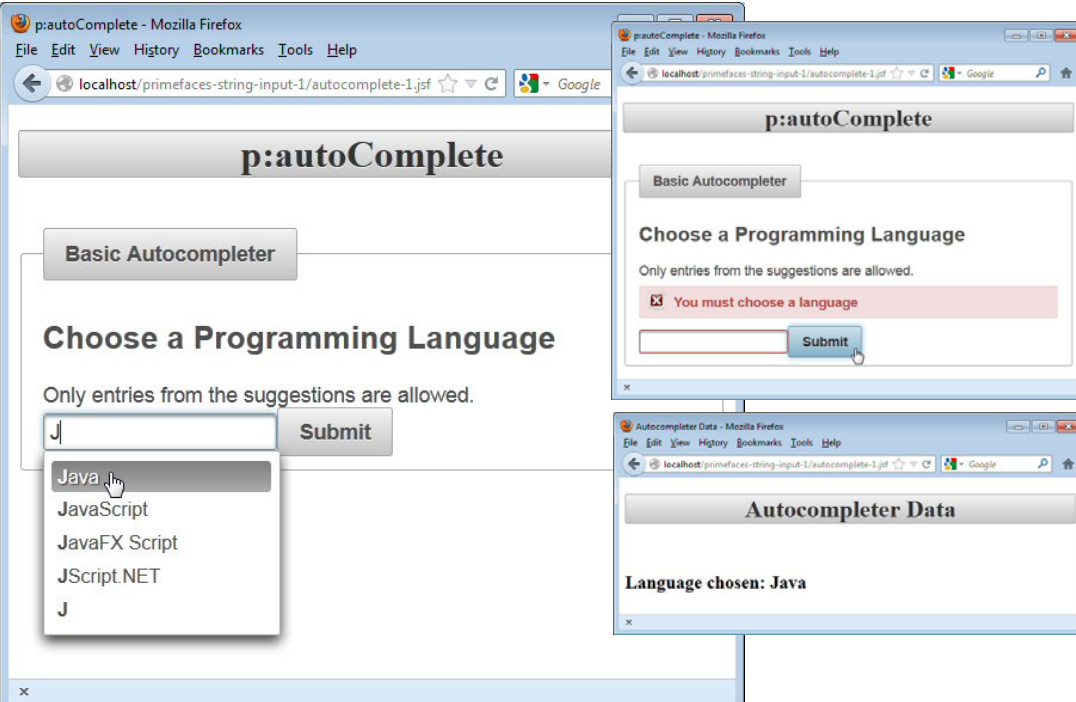 p:autoComplete - Mozilla Firefox
File Edit View History Bookmarks Tools Help
localhost/primefaces-string-input-1/autocomplete-1.jsf
Google
p:autoComplete
Basic Autocompleter
Choose a Programming Language
Only entries from the suggestions are allowed.
J Submit
Java
JavaScript
JavaFX Script
JScript.NET
J
p:autoComplete - Mozilla Firefox
File Edit View History Bookmarks Tools Help
localhost/primefaces-string-input-1/autocomplete-1.jsf
Google
p:autoComplete
Basic Autocompleter
Choose a Programming Language
Only entries from the suggestions are allowed.
You must choose a language
Submit
Autocompleter Data - Mozilla Firefox
File Edit View History Bookmarks Tools Help
localhost/primefaces-string-input-1/autocomplete-1.jsf
Google
Autocompleter Data
Language chosen: Java